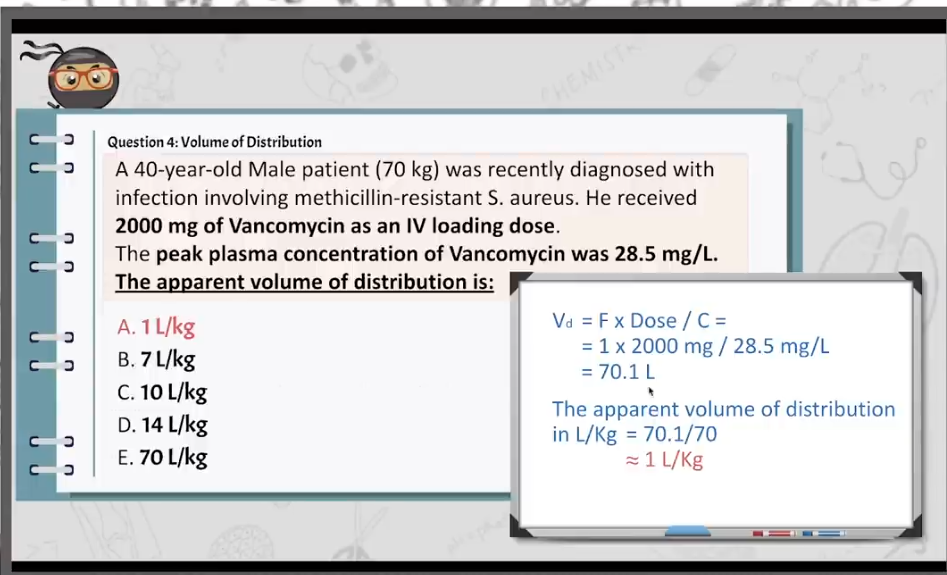 CHEMIST
Question 4: Volume of Distribution
A 40-year-old Male patient (70 kg) was recently diagnosed with
infection involving methicillin-resistant S. aureus. He received
2000 mg of Vancomycin as an IV loading dose.
The peak plasma concentration of Vancomycin was 28.5 mg/L.
The apparent volume of distribution is:
A. 1 L/kg
B. 7 L/kg
C. 10 L/kg
D. 14 L/kg
E. 70 L/kg
Vd = F x Dose / C =
= 1 x 2000 mg / 28.5 mg/L
= 70.1 L
The apparent volume of distribution
in L/Kg = 70.1/70
≈ 1 L/Kg